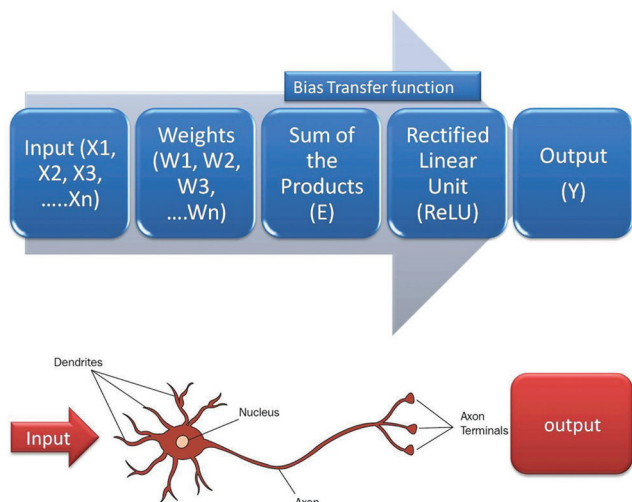 Bias Transfer function
Input (X1,
X2, X3,
.....Xn)
Weights
(W1, W2,
W3,
....Wn)
Sum of
the
Products
(E)
Rectified
Linear
Unit
(ReLU)
Output
(Y)
Dendrites
Nucleus
Input
Axon
Terminals
output
Axon